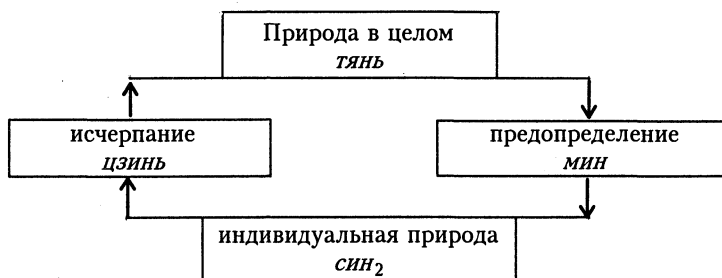 Природа в целом
тянь
исчерпание
цзинь
предопределение
мин
индивидуальная природа
син₂